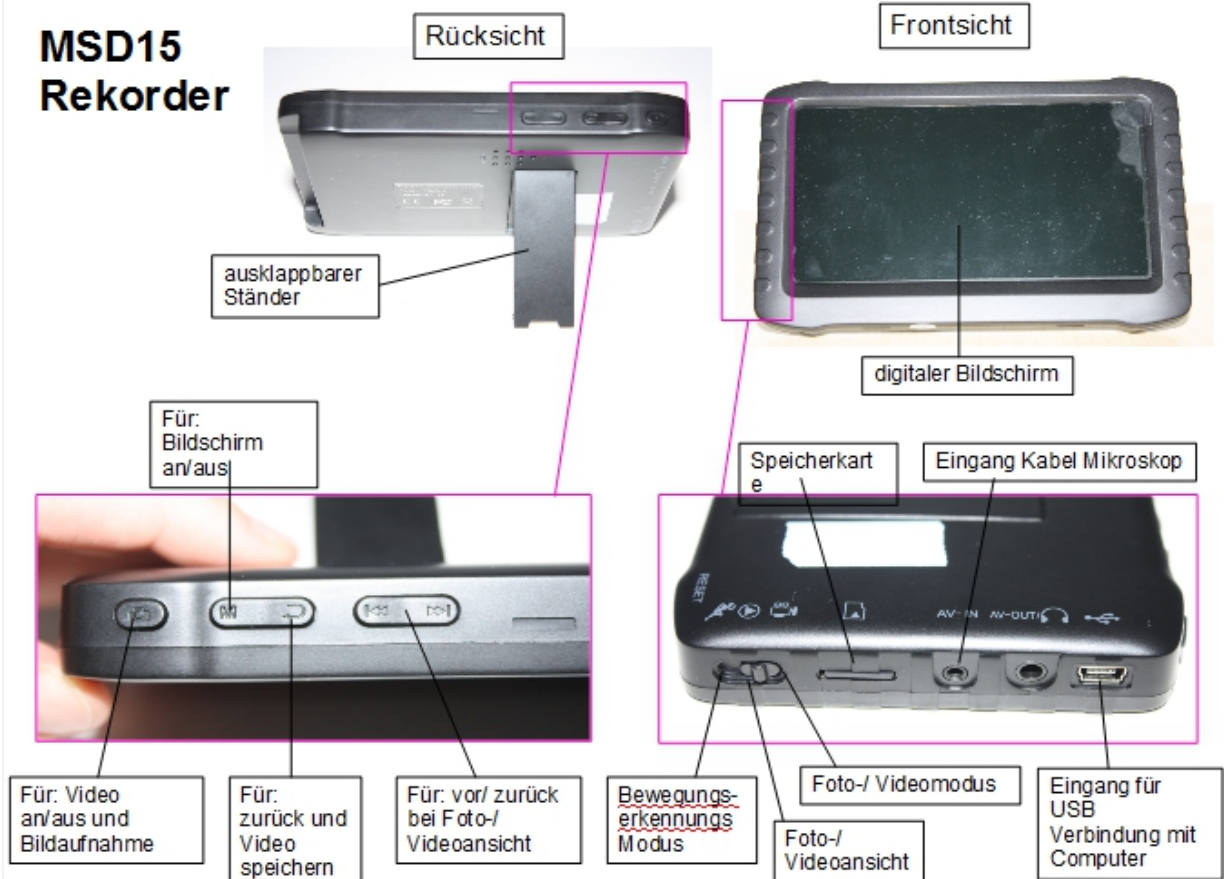 MSD15
Rekorder
Rücksicht
Frontsicht
ausklappbarer
Ständer
digitaler Bildschirm
Für:
Bildschirm
an/aus
Speicherkart
e
Eingang Kabel Mikroskop
RESET
AV-IN
AV-OUT/
Für: Video
an/aus und
Bildaufnahme
Für:
zurück und
Video
speichern
Für: vor/ zurück
bei Foto-/
Videoansicht
Bewegungs-
erkennungs
Modus
Foto-/
Videoansicht
Foto-/ Videomodus
Eingang für
USB
Verbindung mit
Computer